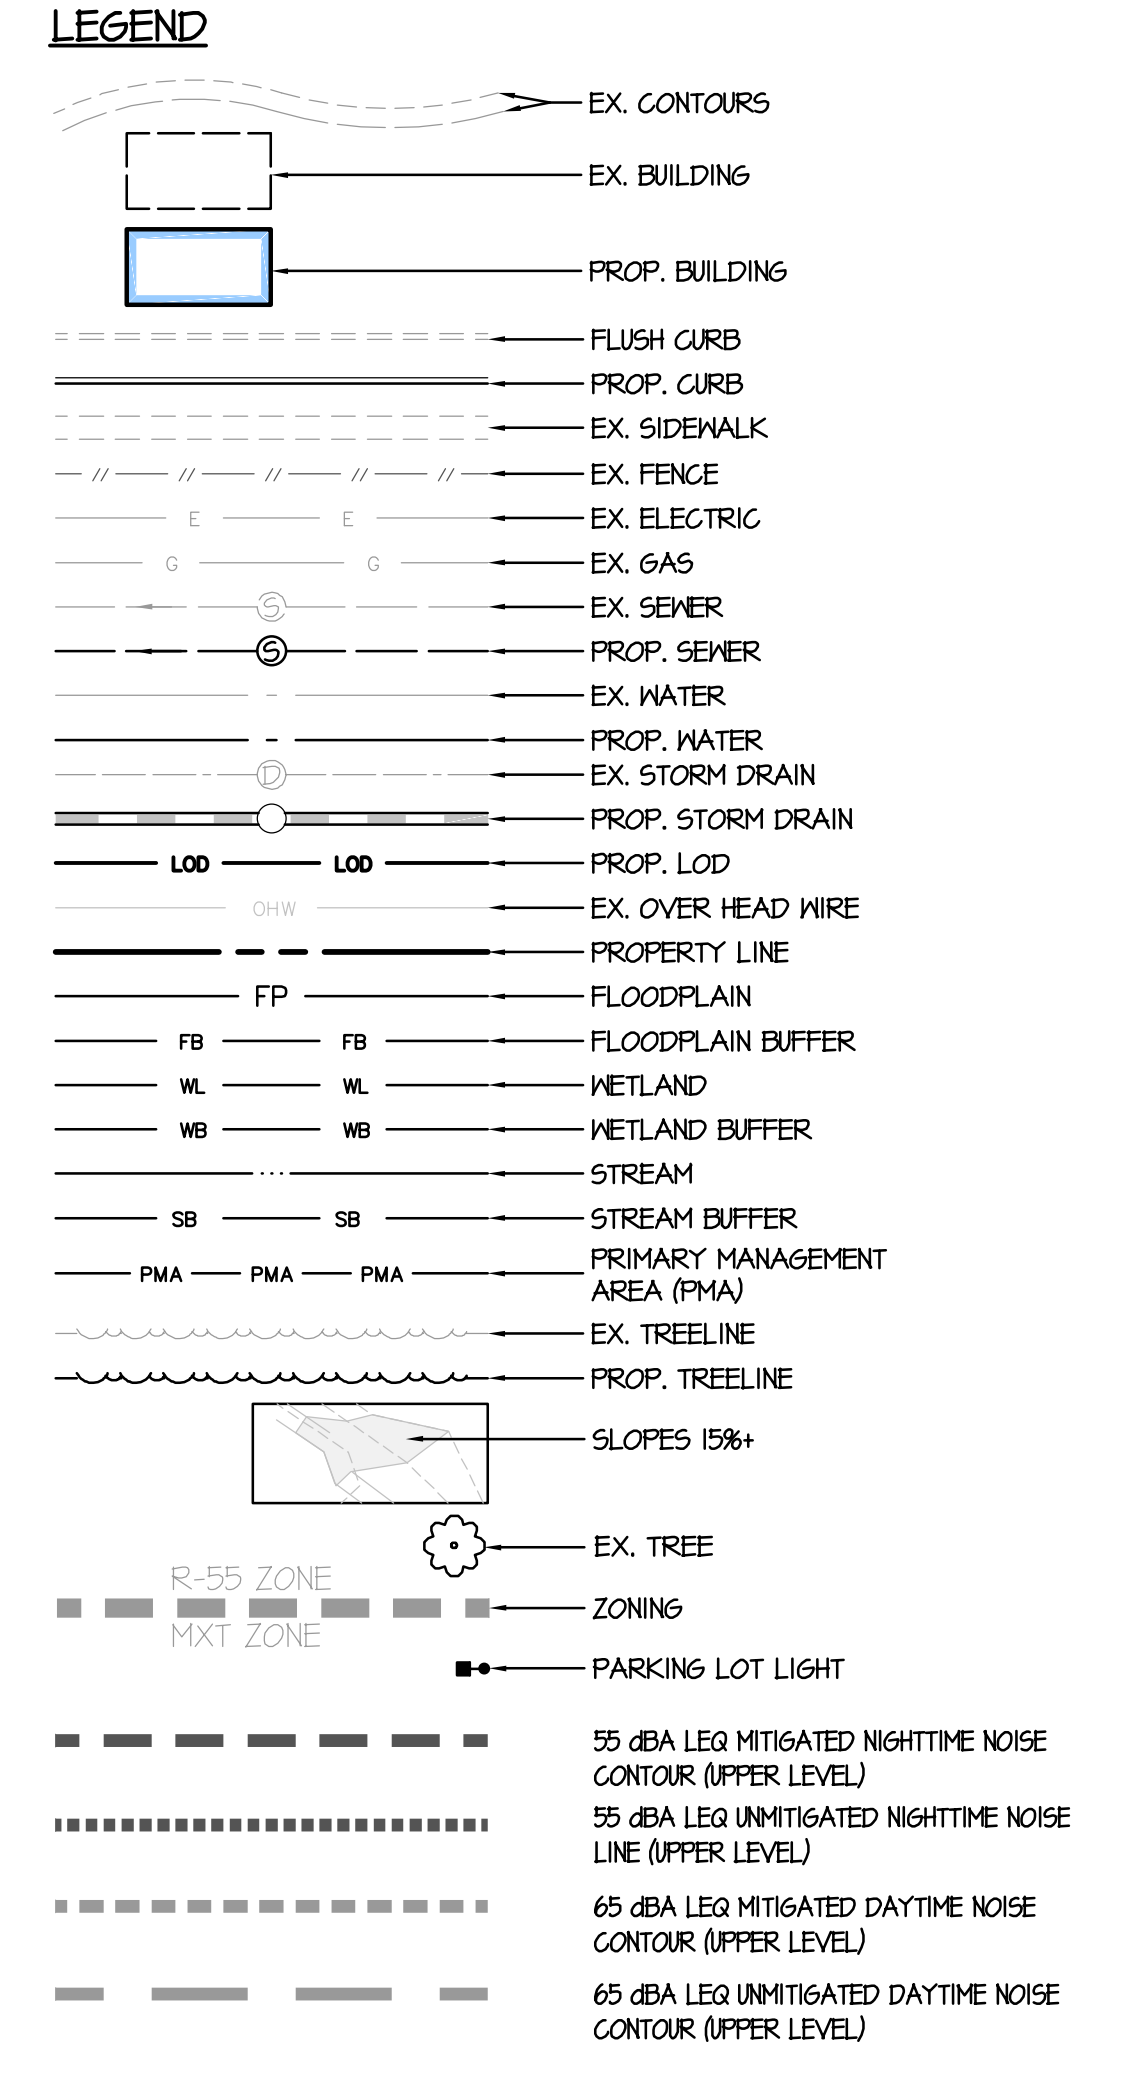 LEGEND
EX. CONTOURS
EX. BUILDING
PROP. BUILDING
FLUSH CURB
PROP. CURB
EX. SIDEWALK
EX. FENCE
E E EX. ELECTRIC
G G EX. GAS
S EX. SEWER
S PROP. SEWER
EX. WATER
PROP. WATER
D EX. STORM DRAIN
PROP. STORM DRAIN
LOD LOD PROP. LOD
OHW EX. OVER HEAD WIRE
PROPERTY LINE
FP FLOODPLAIN
FB FB FLOODPLAIN BUFFER
WL WL WETLAND
WB WB WETLAND BUFFER
STREAM
SB SB STREAM BUFFER
PMA PMA PMA PRIMARY MANAGEMENT
AREA (PMA)
EX. TREELINE
PROP. TREELINE
SLOPES 15%+
EX. TREE
R-55 ZONE
ZONING
MXT ZONE
PARKING LOT LIGHT
55 dBA LEQ MITIGATED NIGHTTIME NOISE
CONTOUR (UPPER LEVEL)
55 dBA LEQ UNMITIGATED NIGHTTIME NOISE
LINE (UPPER LEVEL)
65 dBA LEQ MITIGATED DAYTIME NOISE
CONTOUR (UPPER LEVEL)
65 dBA LEQ UNMITIGATED DAYTIME NOISE
CONTOUR (UPPER LEVEL)